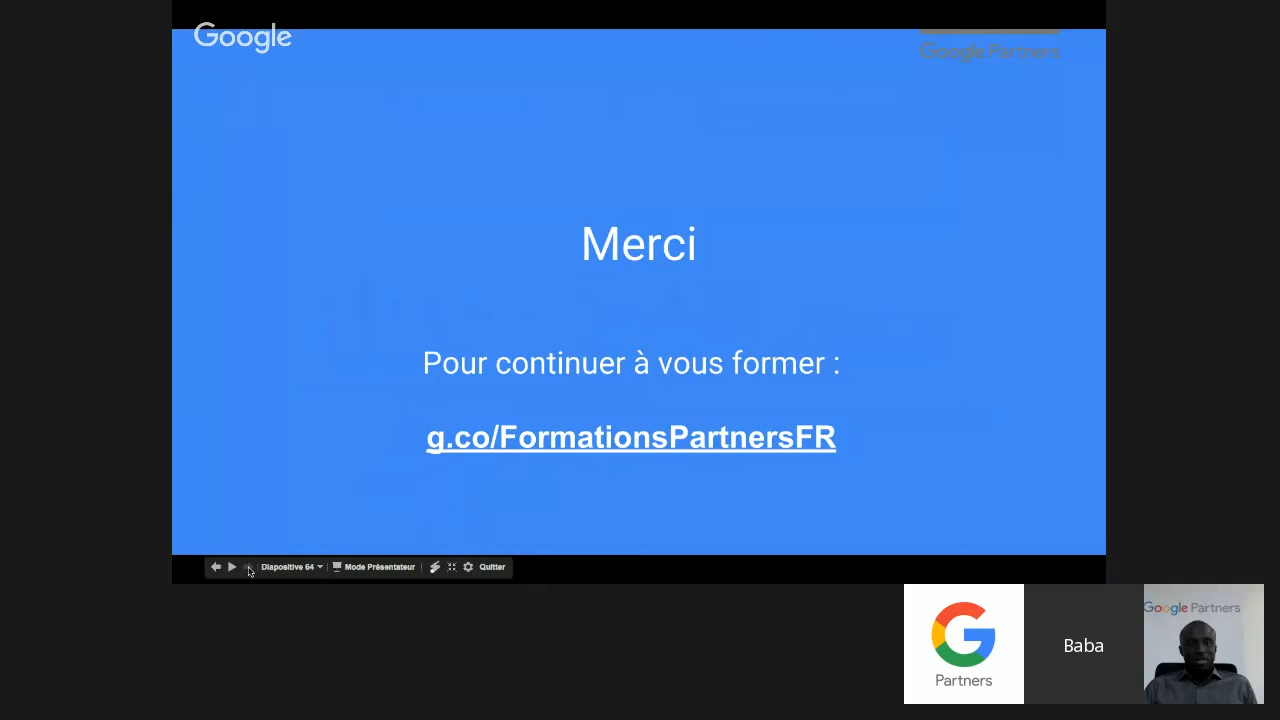 Google
Google Partners
Merci
Pour continuer à vous former :
g.co/FormationsPartnersFR
Diapositive 64
Mode Présentateur
Quitter
Partners
Baba
Google Partners